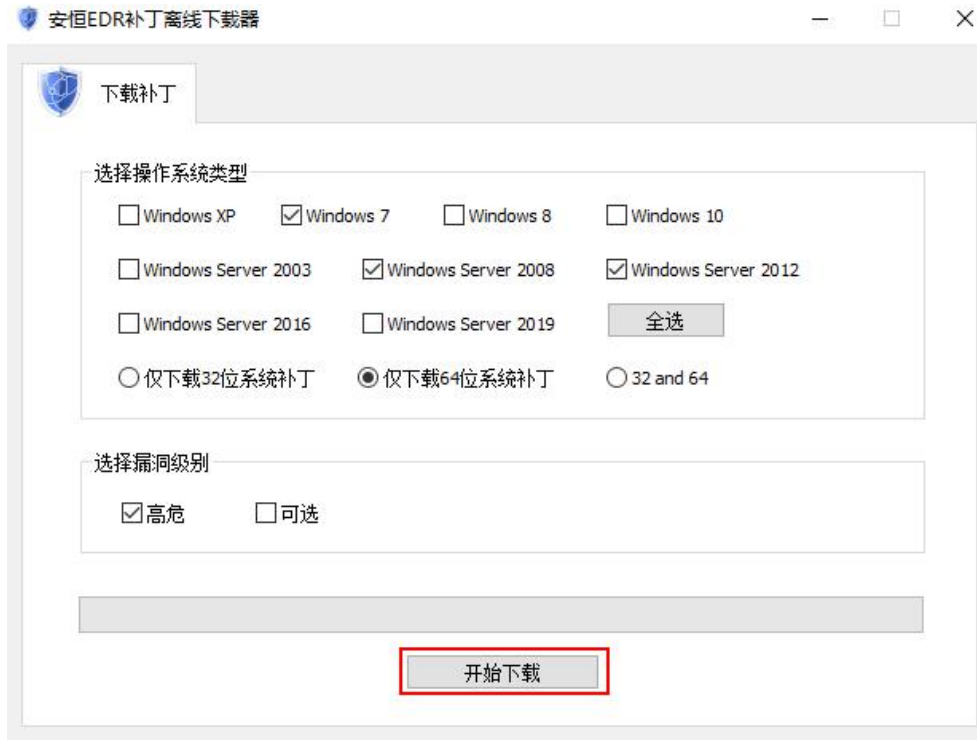 安恒EDR补丁离线下载器
下载补丁
选择操作系统类型
Windows XP Windows 7 Windows 8 Windows 10
Windows Server 2003 Windows Server 2008 Windows Server 2012
Windows Server 2016 Windows Server 2019 全选
仅下载32位系统补丁 仅下载64位系统补丁 32 and 64
选择漏洞级别
高危 可选
开始下载